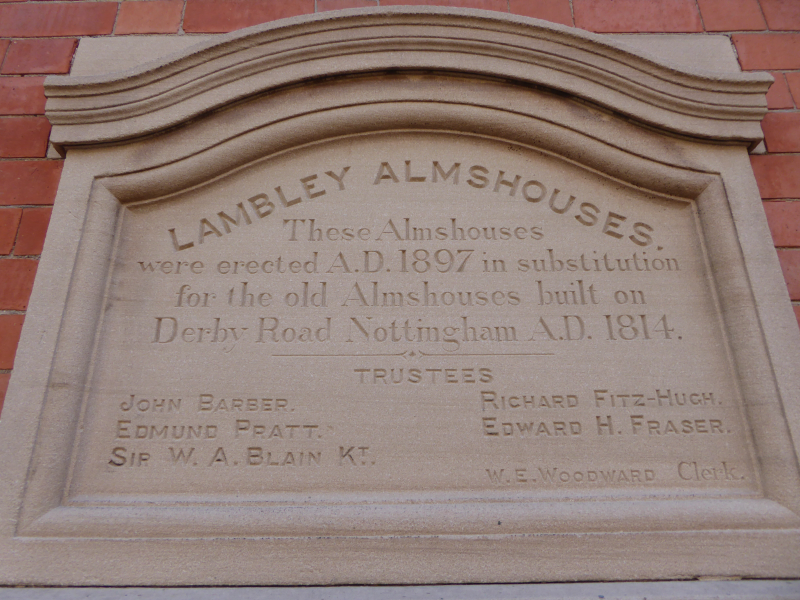 LAMBLEY ALMSHOUSES.
These Almshouses
were erected A.D. 1897 in substitution
for the old Almshouses built on
Derby Road Nottingham A.D. 1814.
TRUSTEES
JOHN BARBER.
RICHARD FITZ-HUGH.
EDMUND PRATT.
EDWARD H. FRASER.
SIR W. A. BLAIN KT.
W. E. WOODWARD Clerk.